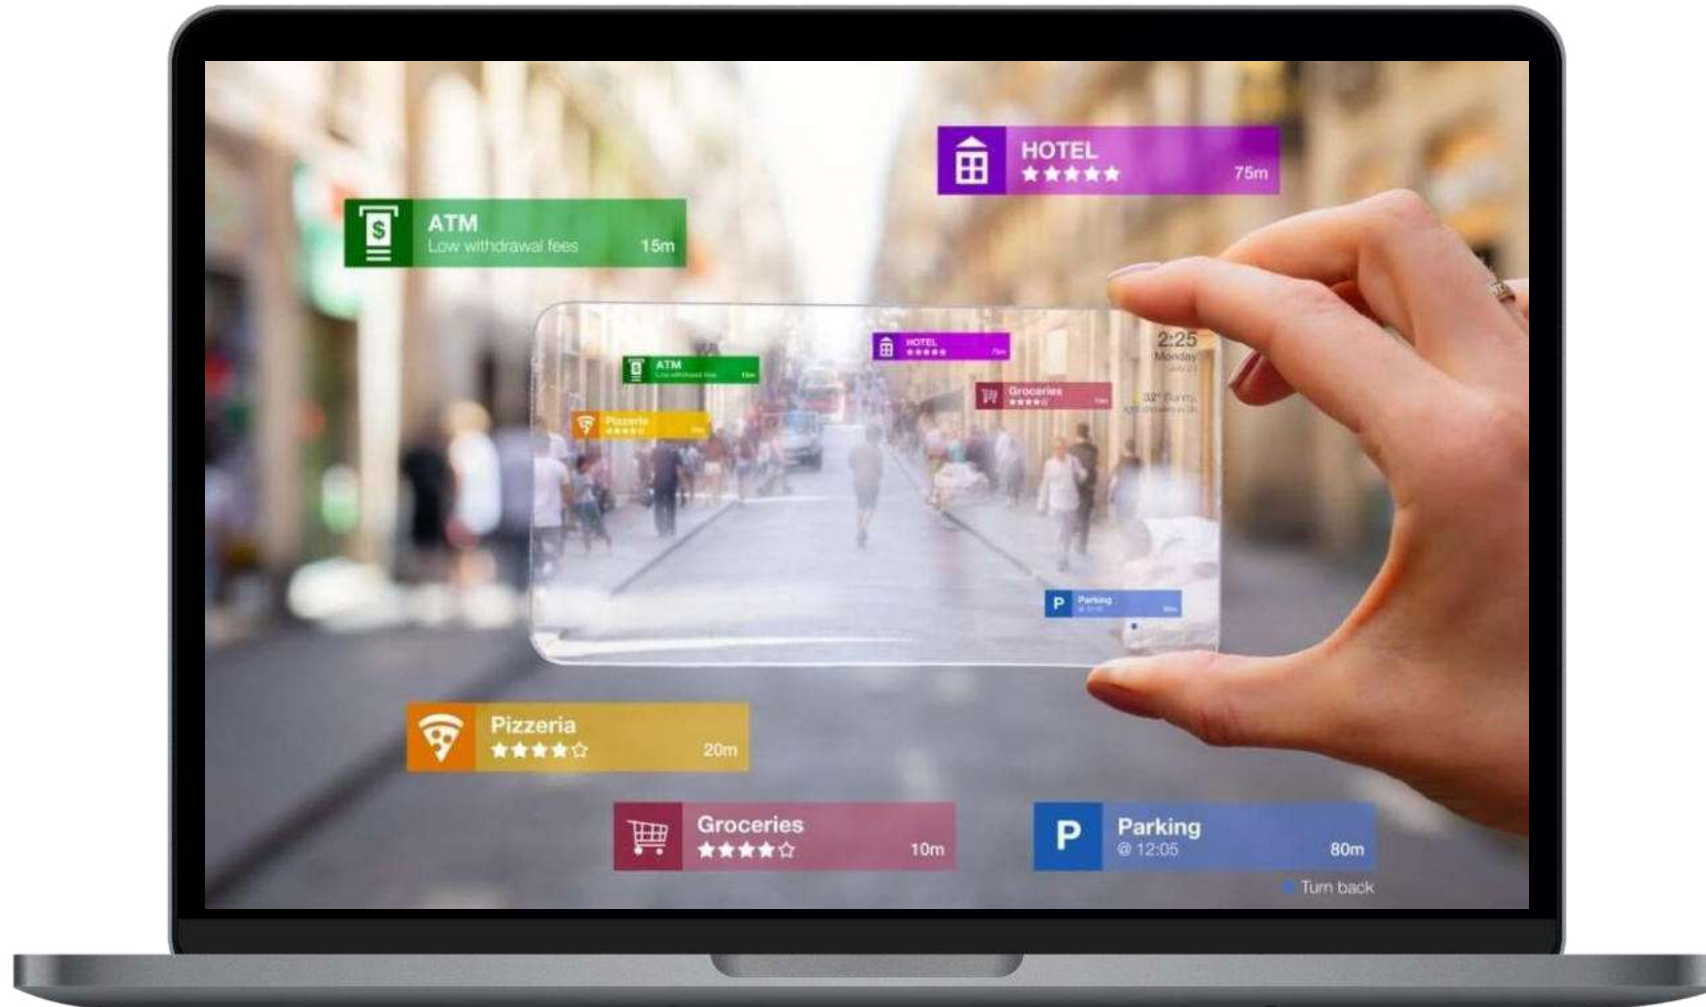 HOTEL
75m
ATM
Low withdrawal fees 15m
HOTEL
2:25
Monday
ATM
Groceries
Pizzeria
P Parking
Pizzeria
20m
Groceries
10m
P Parking
@ 12:05 80m
Turn back